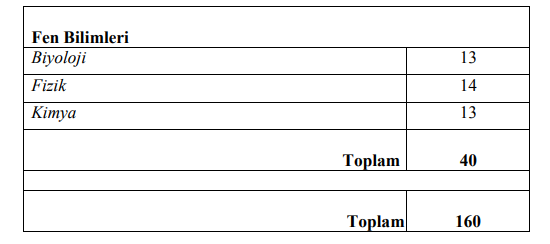 Fen Bilimleri
Biyoloji 13
Fizik 14
Kimya 13
Toplam 40
Toplam 160